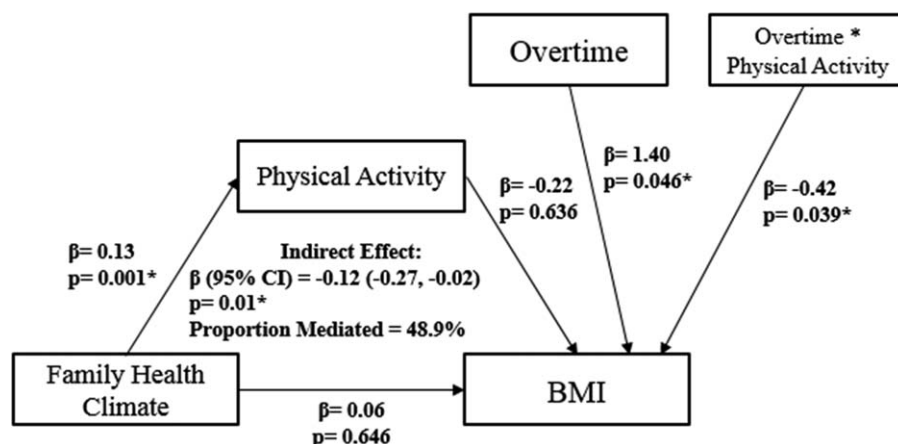 Overtime
Overtime *
Physical Activity
Physical Activity
β= 1.40
p= 0.046*
β= -0.22
p= 0.636
β= -0.42
p= 0.039*
β= 0.13
p= 0.001*
Indirect Effect:
β (95% CI) = -0.12 (-0.27, -0.02)
p= 0.01*
Proportion Mediated = 48.9%
Family Health
Climate
BMI
β= 0.06
p= 0.646